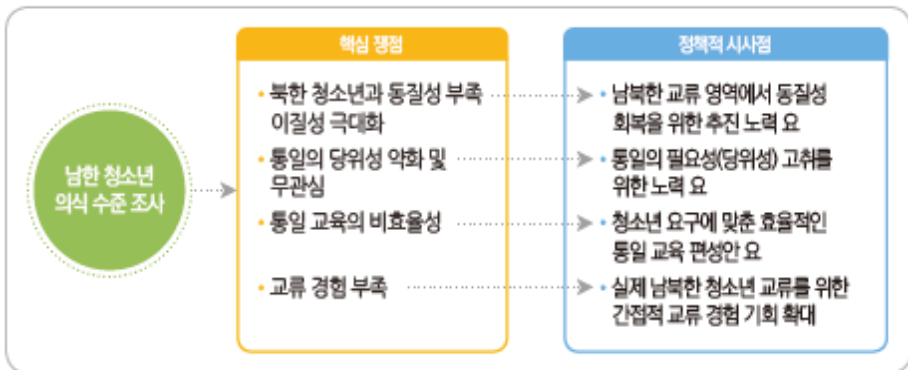 남한 청소년
의식 수준 조사
핵심 쟁점
• 북한 청소년과 동질성 부족
이질성 극대화
• 통일의 당위성 약화 및
무관심
• 통일 교육의 비효율성
• 교류 경험 부족
정책적 시사점
• 남북한 교류 영역에서 동질성
회복을 위한 추진 노력 요
• 통일의 필요성(당위성) 고취를
위한 노력 요
• 청소년 요구에 맞춘 효율적인
통일 교육 편성안 요
• 실제 남북한 청소년 교류를 위한
간접적 교류 경험 기회 확대